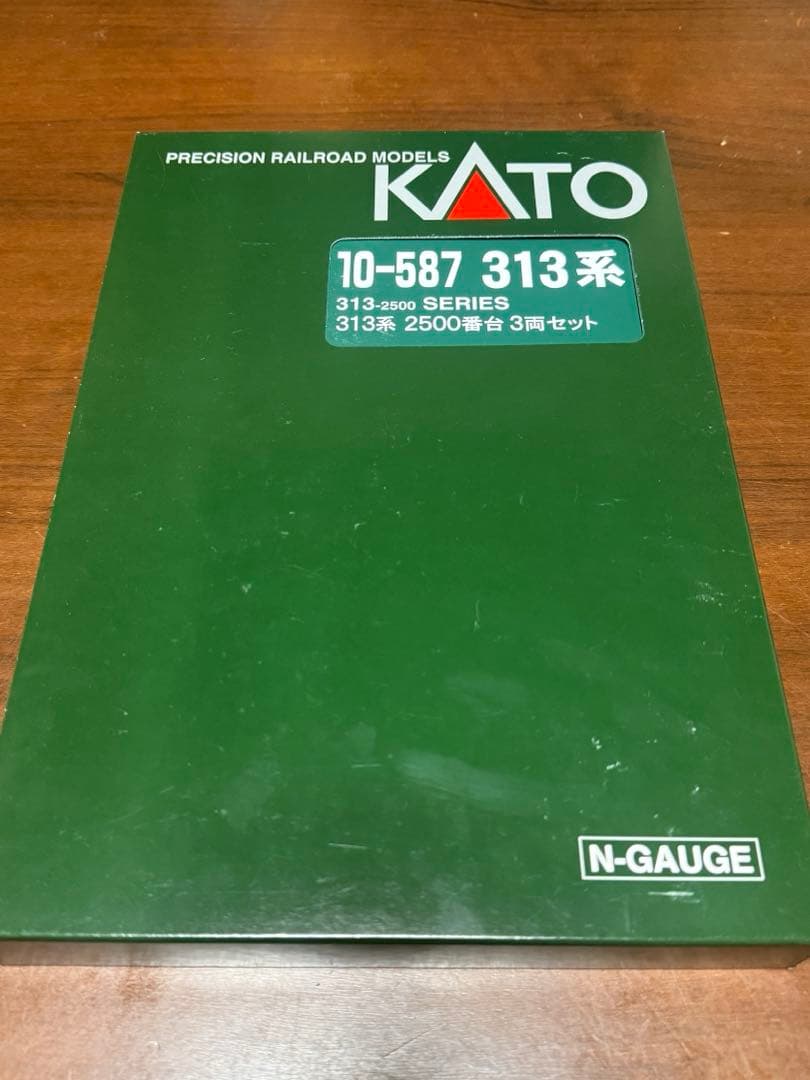 PRECISION RAILROAD MODELS
KATO
10-587 313系
313-2500 SERIES
313系 2500番台 3両セット
N-GAUGE